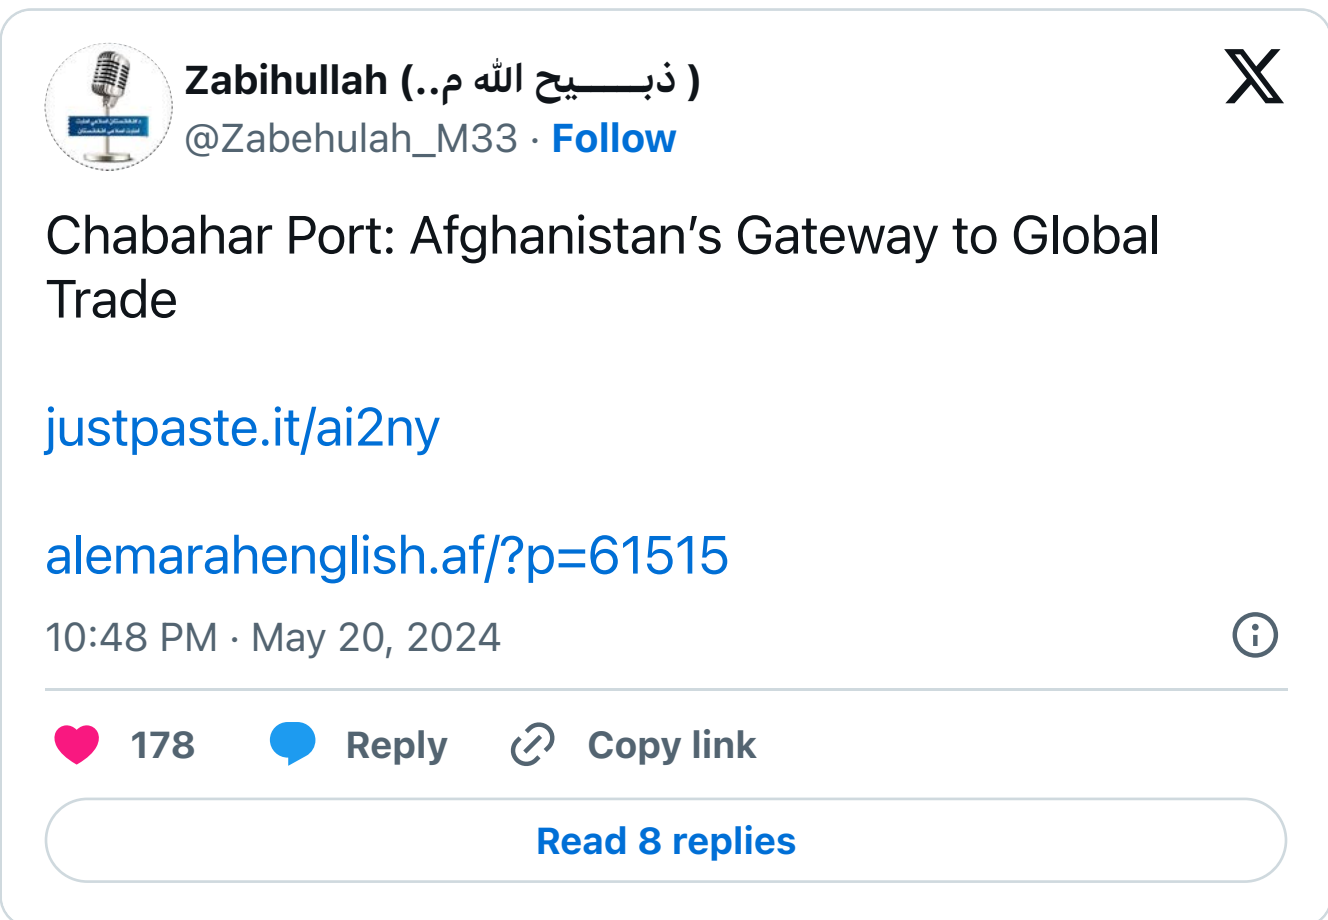 Zabihullah (..ذبـــــیح الله م )
@Zabehulah_M33 · Follow
Chabahar Port: Afghanistan’s Gateway to Global
Trade
justpaste.it/ai2ny
alemarahenglish.af/?p=61515
10:48 PM · May 20, 2024
178 Reply Copy link
Read 8 replies